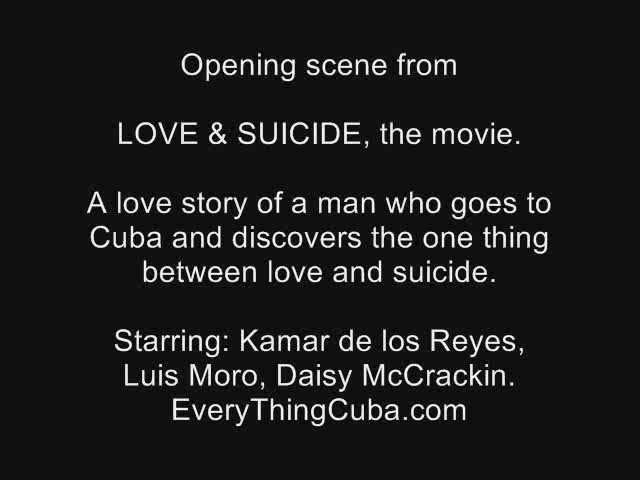 Opening scene from
LOVE & SUICIDE, the movie.
A love story of a man who goes to
Cuba and discovers the one thing
between love and suicide.
Starring: Kamar de los Reyes,
Luis Moro, Daisy McCrackin.
EveryThingCuba.com